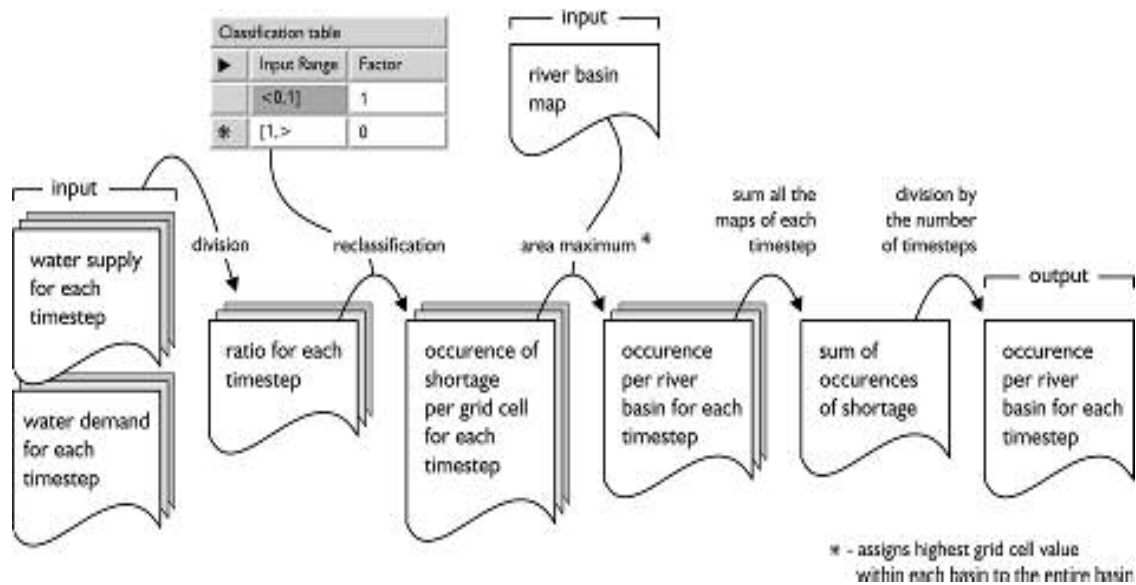 Classification table
▶ Input Range Factor
<0,1] 1
* [1,> 0
input
river basin
map
input
water supply
for each
timestep
water demand
for each
timestep
division
ratio for each
timestep
reclassification
occurence of
shortage
per grid cell
for each
timestep
area maximum *
occurence
per river
basin for each
timestep
sum all the
maps of each
timestep
sum of
occurences
of shortage
division by
the number
of timesteps
output
occurence
per river
basin for each
timestep
* - assigns highest grid cell value
within each basin to the entire basin